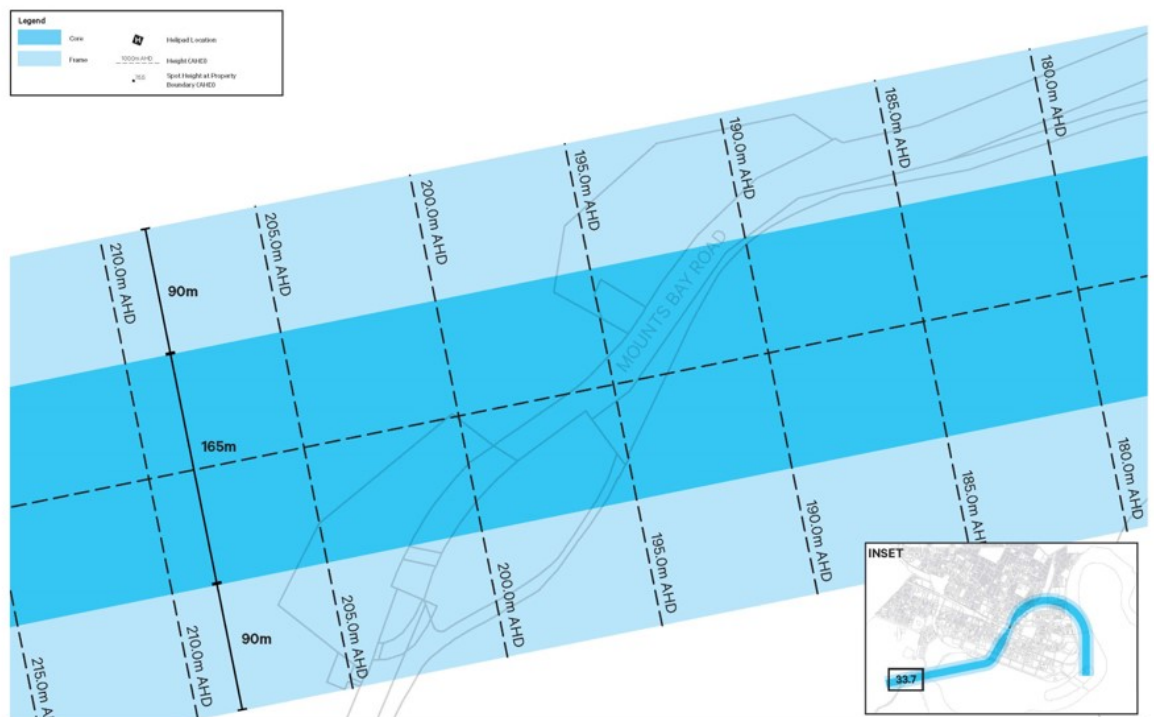 Legend
Core
Helipad Location
Frame
100.0m AHD
Height (AHD)
Spot Height at Property
Boundary (AHD)
180.0m AHD
185.0m AHD
190.0m AHD
195.0m AHD
200.0m AHD
205.0m AHD
210.0m AHD
90m
MOUNTS BAY ROAD
165m
180.0m AHD
185.0m AHD
190.0m AHD
195.0m AHD
200.0m AHD
205.0m AHD
210.0m AHD
90m
215.0m AHD
INSET
33.7